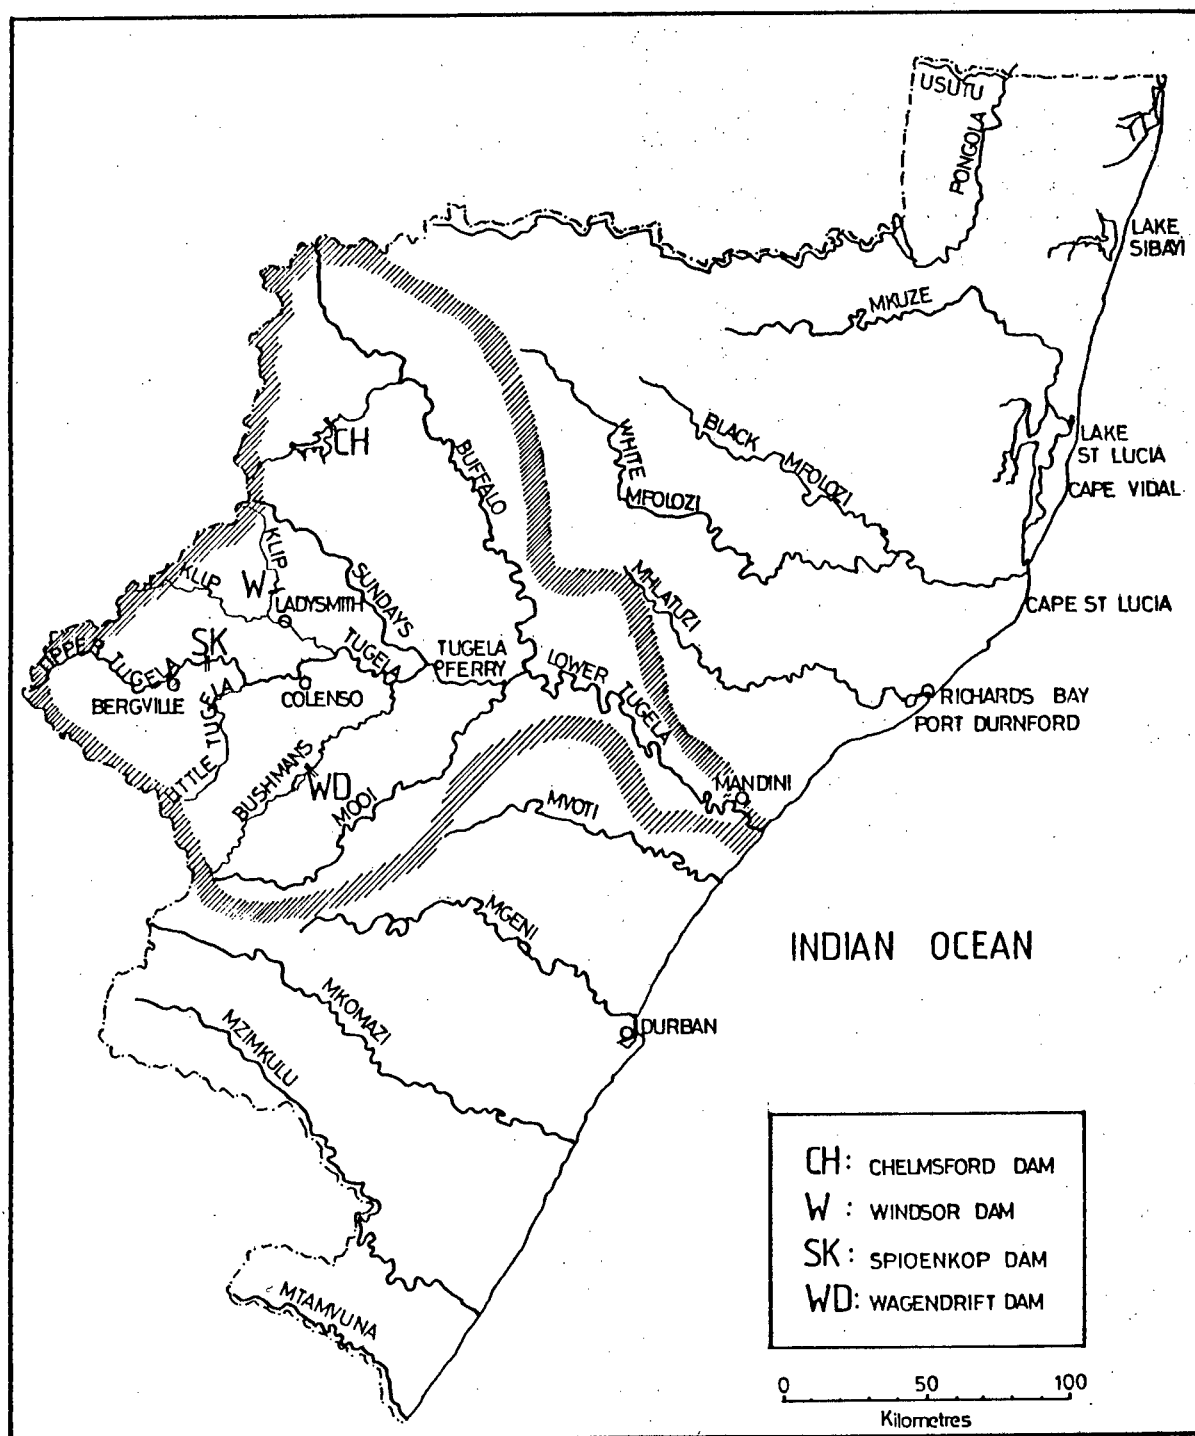 USUTU
PONGOLA
LAKE
SIBAYI
MKUZE
LAKE
ST LUCIA
CAPE VIDAL
BLACK
MFOLOZI
WHITE
MFOLOZI
CH
BUFFALO
KLIP
KLIP
W
LADYSMITH
SUNDAYS
MHLATUZI
CAPE ST LUCIA
UPPER
TUGELA
SK
TUGELA
TUGELA
FERRY
LOWER
TUGELA
BERGVILLE
LITTLE TUGELA
COLENSO
RICHARDS BAY
PORT DURNFORD
BUSHMANS
WD
MOOI
MANDINI
MVOTI
MGENI
INDIAN OCEAN
MKOMAZI
DURBAN
MZIMKULU
MTAMVUNA
CH: CHELMSFORD DAM
W : WINDSOR DAM
SK: SPIOENKOP DAM
WD: WAGENDRIFT DAM
0 50 100
Kilometres